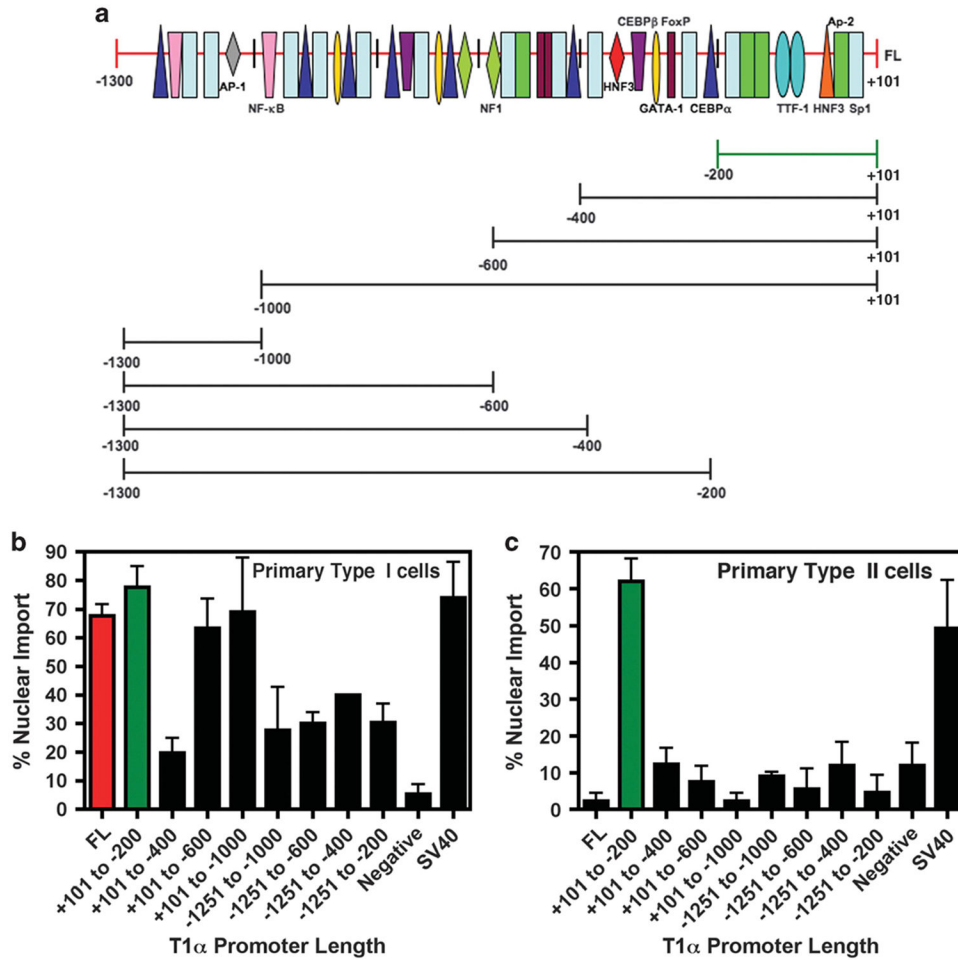 a
CEBPβ FoxP
Ap-2
FL
-1300
AP-1
HNF3
+101
NF-κB
NF1
GATA-1 CEBPα
TTF-1 HNF3 Sp1
-200
+101
-400
+101
-600
+101
-1000
+101
-1300
-1000
-1300
-600
-1300
-400
-1300
-200
b
Primary Type I cells
% Nuclear Import
90
80
70
60
50
40
30
20
10
0
FL
+101 to -200
+101 to -400
+101 to -600
+101 to -1000
-1251 to -1000
-1251 to -600
-1251 to -400
-1251 to -200
Negative
SV40
T1α Promoter Length
c
Primary Type II cells
% Nuclear Import
70
60
50
40
30
20
10
0
FL
+101 to -200
+101 to -400
+101 to -600
+101 to -1000
-1251 to -1000
-1251 to -600
-1251 to -400
-1251 to -200
Negative
SV40
T1α Promoter Length